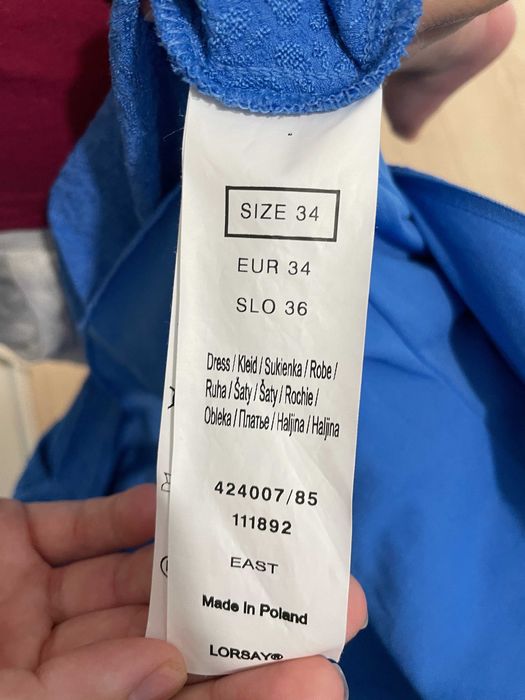 SIZE 34
EUR 34
SLO 36
Dress / Kleid / Sukienka / Robe /
Ruha / Šaty / Šaty / Rochie /
Obleka / Платье / Haljina / Haljina
424007/85
111892
EAST
Made In Poland
LORSAY®